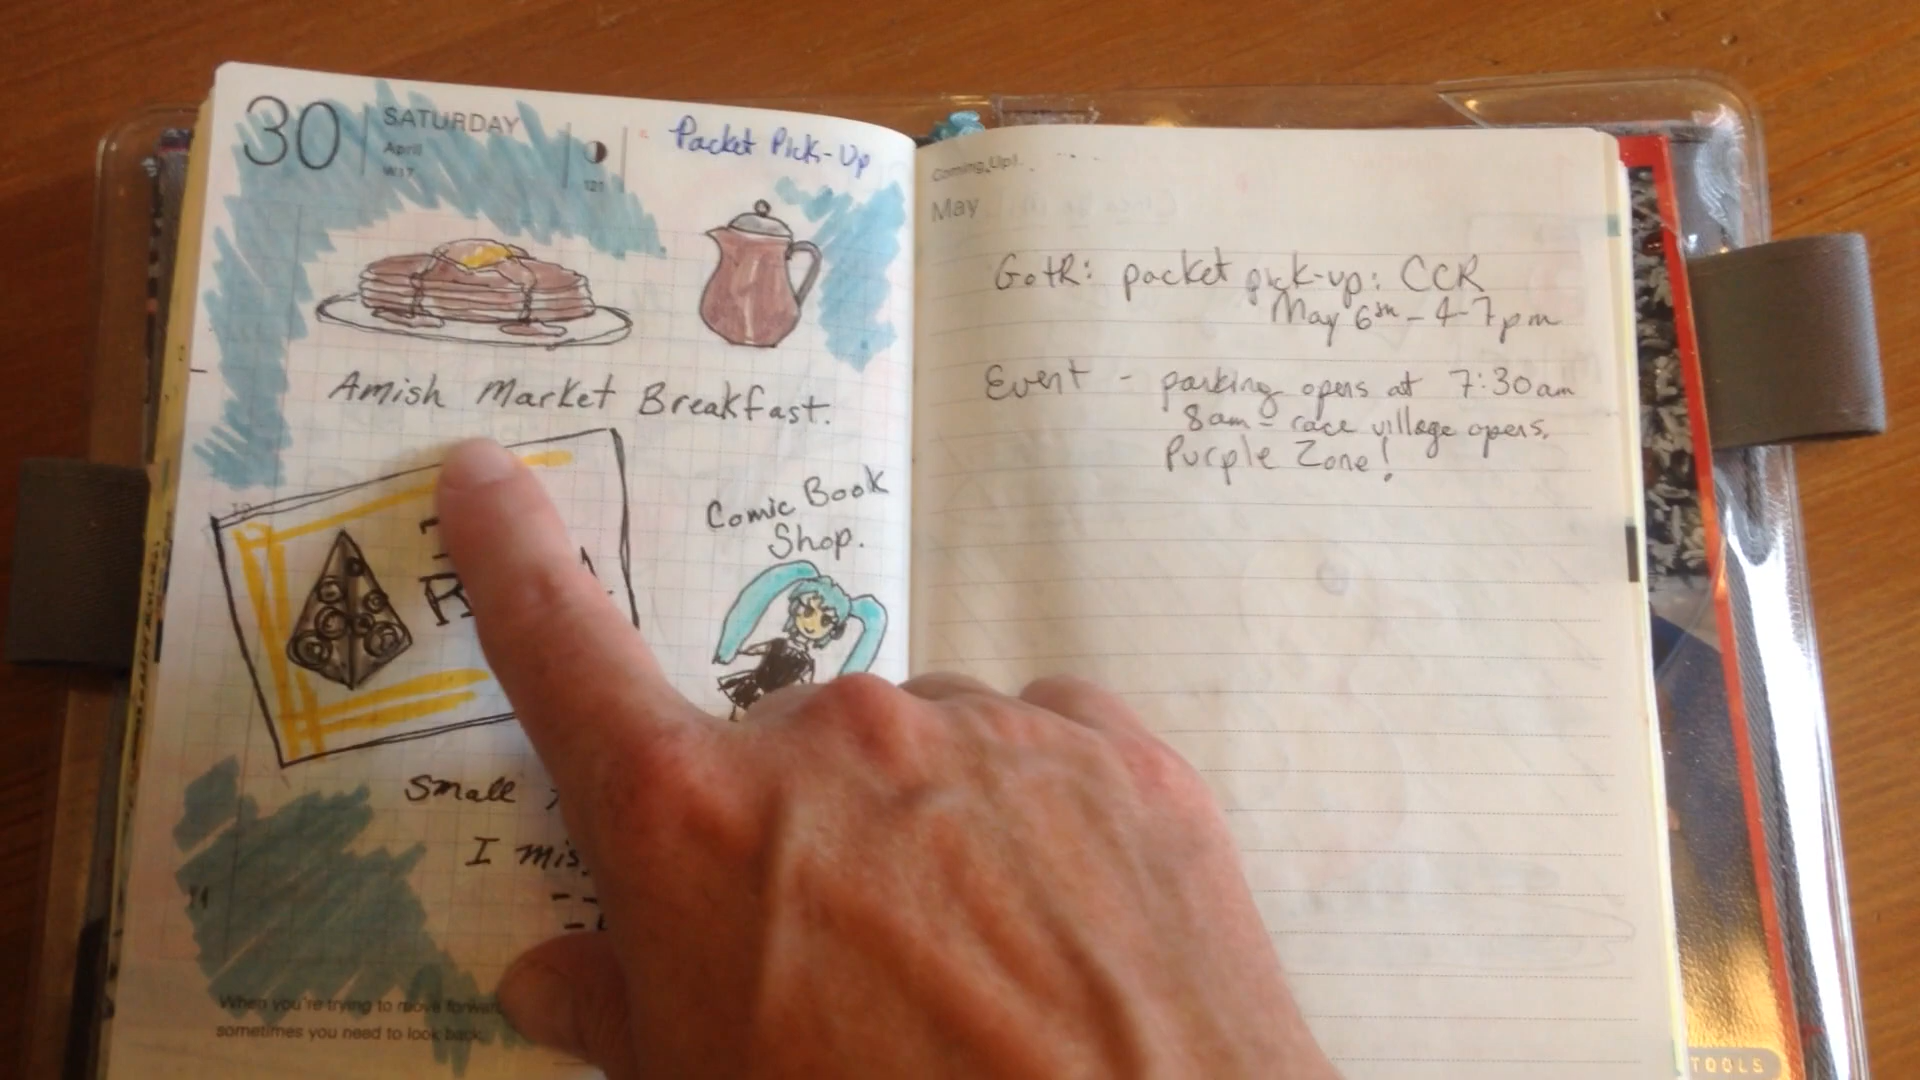 30
SATURDAY
April
W17
121
Packet Pick-Up
Amish Market Breakfast.
Comic Book
Shop.
Small
I
When you're trying to move forward
sometimes you need to look back.
Coming Up!
May
GotR: packet pick-up: CCR
May 6th - 4-7pm
Event - parking opens at 7:30am
8am - race village opens.
Purple Zone!
TOOLS